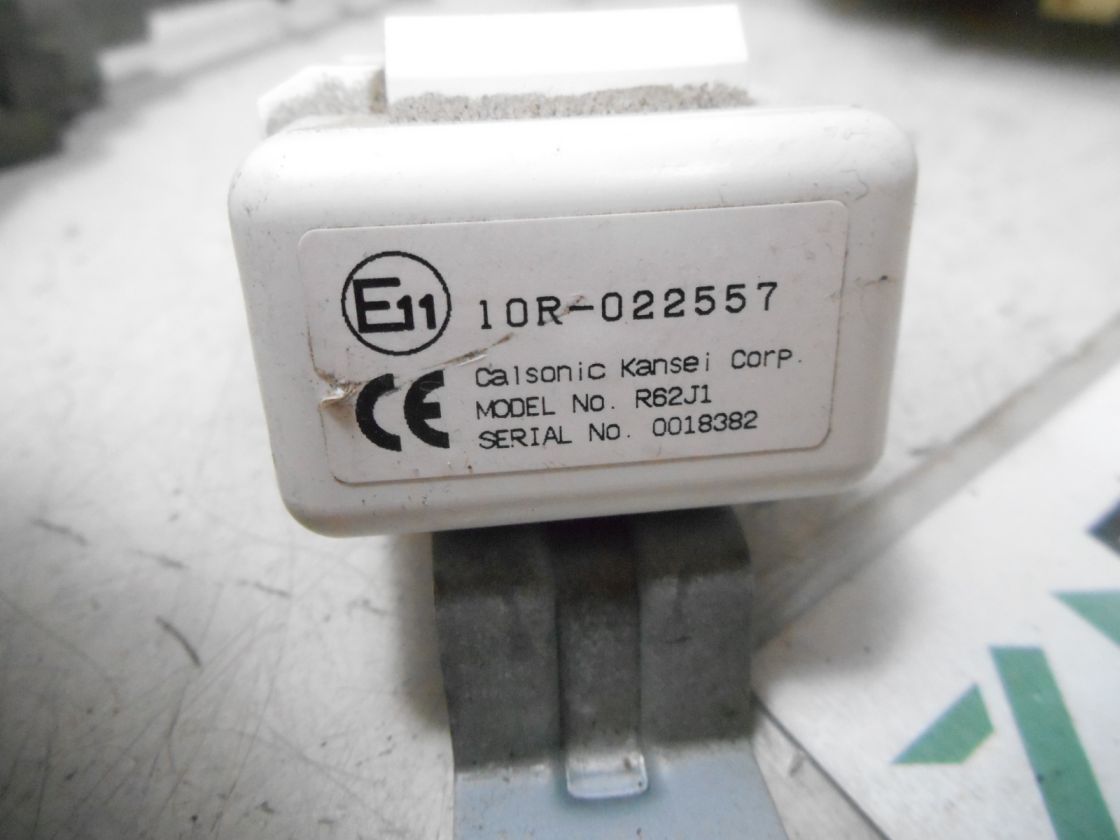 E11 10R-022557
CE Calsonic Kansei Corp.
MODEL No. R62J1
SERIAL No. 0018382